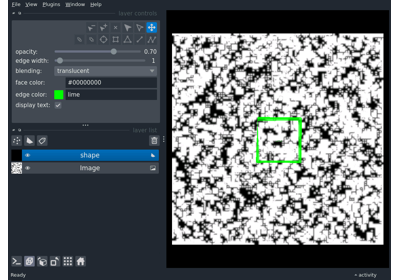 File View Plugins Window Help
layer controls
opacity: 0.70
edge width: 1
blending: translucent
face color: #00000000
edge color: lime
display text:
layer list
shape
Image
Ready
activity